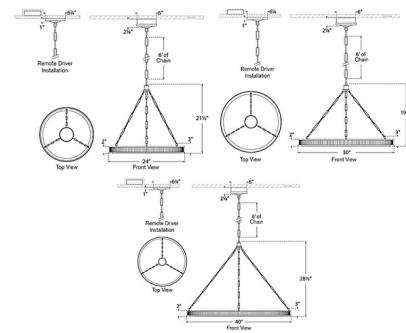 6¼"
6"
1"
2⅝"
6' of
Chain
Remote Driver
Installation
21½"
2"
3"
24"
Top View
Front View
6¼
6"
1"
2⅝"
6' of
Chain
Remote Driver
Installation
19
2"
3"
30"
Top View
Front View
6¼"
6"
1"
2⅝"
6' of
Chain
Remote Driver
Installation
28½"
Top View
2"
3"
40"
Front View